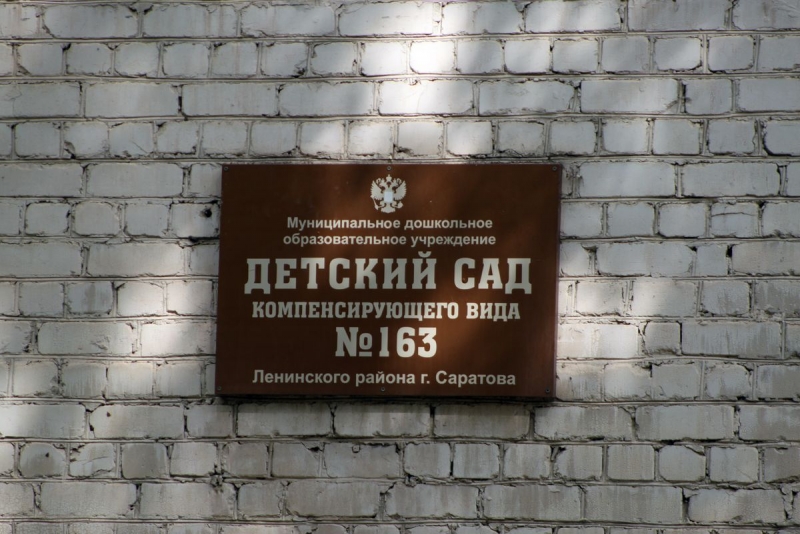 Муниципальное дошкольное
образовательное учреждение
ДЕТСКИЙ САД
КОМПЕНСИРУЮЩЕГО ВИДА
№163
Ленинского района г. Саратова